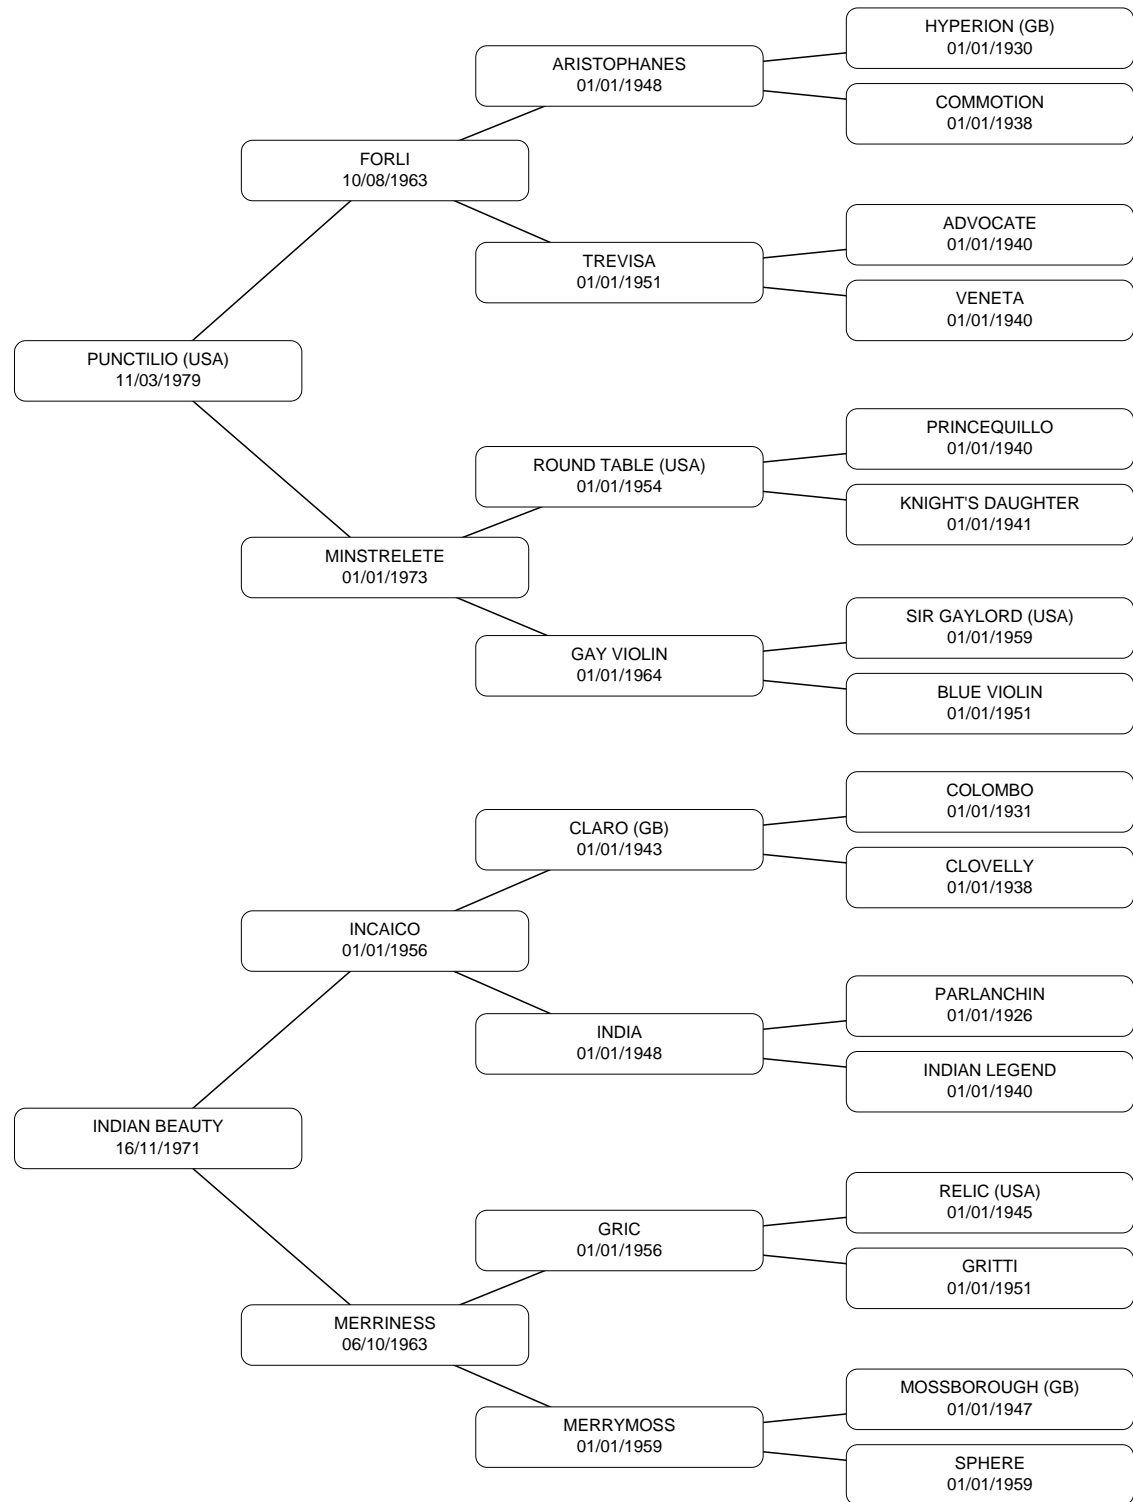 HYPERION (GB)
01/01/1930
ARISTOPHANES
01/01/1948
COMMOTION
01/01/1938
FORLI
10/08/1963
ADVOCATE
01/01/1940
TREVISA
01/01/1951
VENETA
01/01/1940
PUNCTILIO (USA)
11/03/1979
PRINCEQUILLO
01/01/1940
ROUND TABLE (USA)
01/01/1954
KNIGHT'S DAUGHTER
01/01/1941
MINSTRELETE
01/01/1973
SIR GAYLORD (USA)
01/01/1959
GAY VIOLIN
01/01/1964
BLUE VIOLIN
01/01/1951
COLOMBO
01/01/1931
CLARO (GB)
01/01/1943
CLOVELLY
01/01/1938
INCAICO
01/01/1956
PARLANCHIN
01/01/1926
INDIA
01/01/1948
INDIAN LEGEND
01/01/1940
INDIAN BEAUTY
16/11/1971
RELIC (USA)
01/01/1945
GRIC
01/01/1956
GRITTI
01/01/1951
MERRINESS
06/10/1963
MOSSBOROUGH (GB)
01/01/1947
MERRYMOSS
01/01/1959
SPHERE
01/01/1959